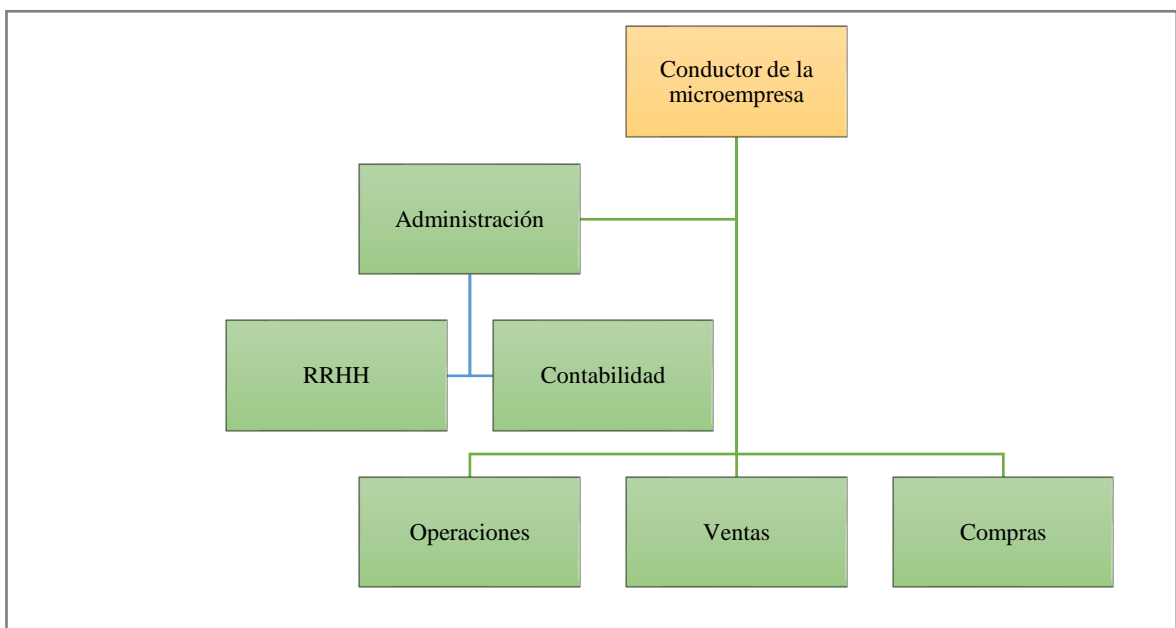 Conductor de la
microempresa
Administración
RRHH
Contabilidad
Operaciones
Ventas
Compras